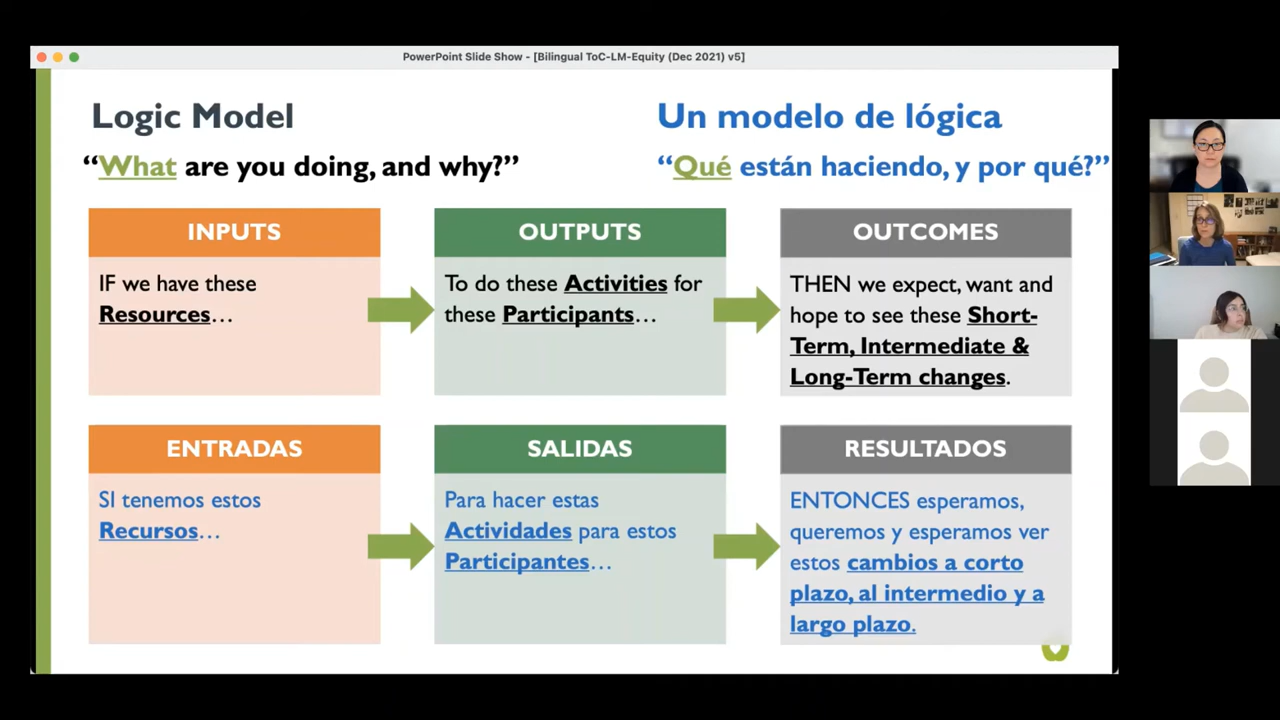 PowerPoint Slide Show - [Bilingual ToC-LM-Equity (Dec 2021) v5]
Logic Model
“What are you doing, and why?”
Un modelo de lógica
“Qué están haciendo, y por qué?”
INPUTS
IF we have these
Resources…
OUTPUTS
To do these Activities for
these Participants…
OUTCOMES
THEN we expect, want and
hope to see these Short-
Term, Intermediate &
Long-Term changes.
ENTRADAS
SI tenemos estos
Recursos…
SALIDAS
Para hacer estas
Actividades para estos
Participantes…
RESULTADOS
ENTONCES esperamos,
queremos y esperamos ver
estos cambios a corto
plazo, al intermedio y a
largo plazo.